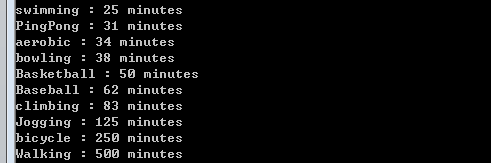 swimming : 25 minutes
PingPong : 31 minutes
aerobic : 34 minutes
bowling : 38 minutes
Basketball : 50 minutes
Baseball : 62 minutes
climbing : 83 minutes
Jogging : 125 minutes
bicycle : 250 minutes
Walking : 500 minutes